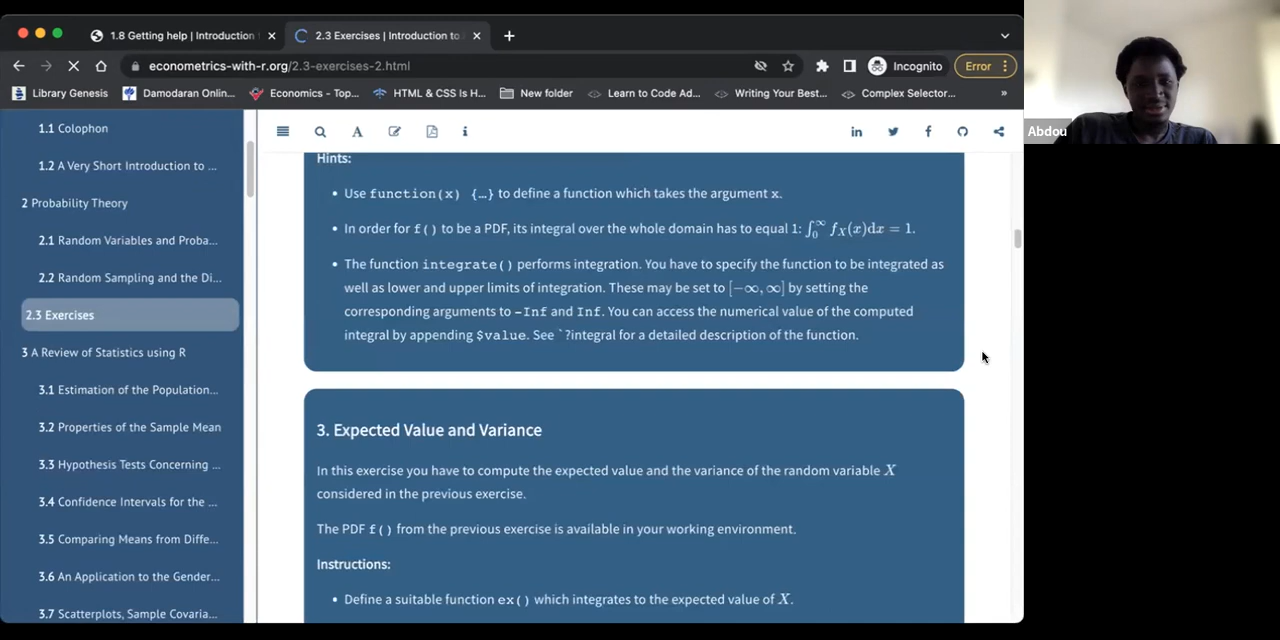 1.8 Getting help | Introduction
2.3 Exercises | Introduction to
econometrics-with-r.org/2.3-exercises-2.html
Incognito
Error
Library Genesis
Damodaran Onlin...
Economics - Top...
HTML & CSS Is H...
New folder
Learn to Code Ad...
Writing Your Best...
Complex Selector...
»
1.1 Colophon
1.2 A Very Short Introduction to ...
2 Probability Theory
2.1 Random Variables and Proba...
2.2 Random Sampling and the Di...
2.3 Exercises
3 A Review of Statistics using R
3.1 Estimation of the Population...
3.2 Properties of the Sample Mean
3.3 Hypothesis Tests Concerning ...
3.4 Confidence Intervals for the ...
3.5 Comparing Means from Diffe...
3.6 An Application to the Gender...
3.7 Scatterplots, Sample Covaria...
Hints:
• Use function(x) {…} to define a function which takes the argument x.
• In order for f() to be a PDF, its integral over the whole domain has to equal 1: ∫₀^∞ f_X(x)dx = 1.
• The function integrate() performs integration. You have to specify the function to be integrated as
well as lower and upper limits of integration. These may be set to [−∞, ∞] by setting the
corresponding arguments to -Inf and Inf. You can access the numerical value of the computed
integral by appending $value. See `?integral for a detailed description of the function.
3. Expected Value and Variance
In this exercise you have to compute the expected value and the variance of the random variable X
considered in the previous exercise.
The PDF f() from the previous exercise is available in your working environment.
Instructions:
• Define a suitable function ex() which integrates to the expected value of X.
Abdou